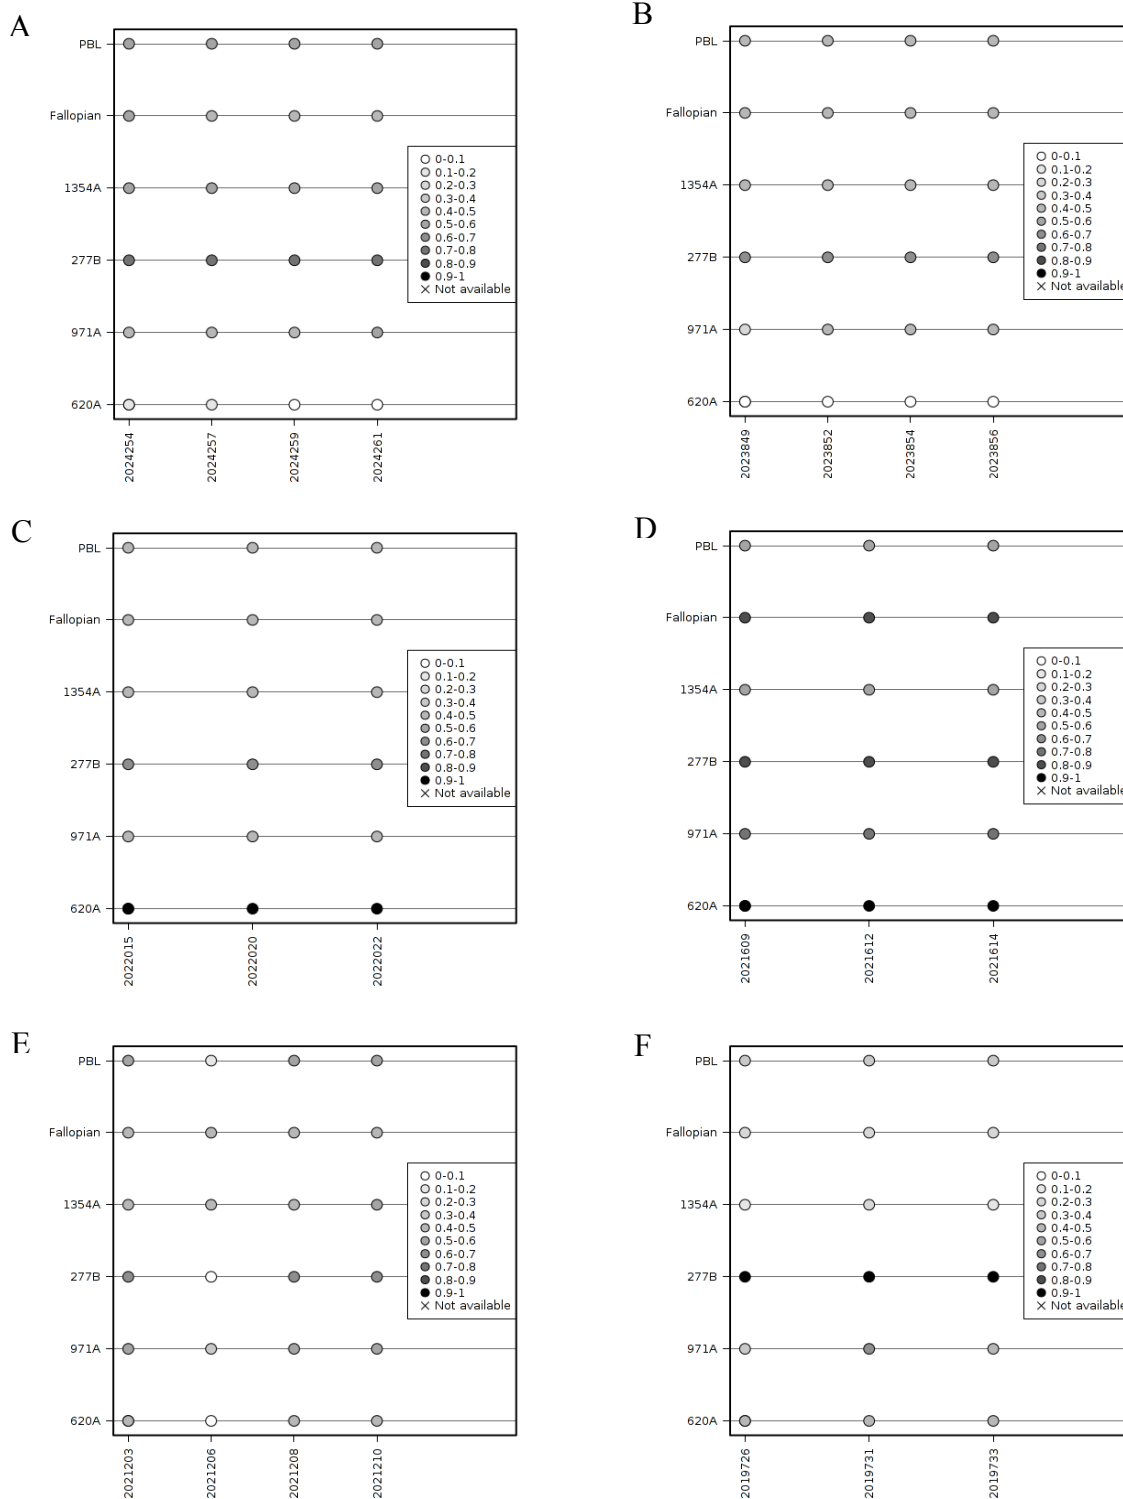 A
PBL
Fallopian
1354A
277B
971A
620A
0-0.1
0.1-0.2
0.2-0.3
0.3-0.4
0.4-0.5
0.5-0.6
0.6-0.7
0.7-0.8
0.8-0.9
0.9-1
Not available
2024254
2024257
2024259
2024261
B
PBL
Fallopian
1354A
277B
971A
620A
0-0.1
0.1-0.2
0.2-0.3
0.3-0.4
0.4-0.5
0.5-0.6
0.6-0.7
0.7-0.8
0.8-0.9
0.9-1
Not available
2023849
2023852
2023854
2023856
C
PBL
Fallopian
1354A
277B
971A
620A
0-0.1
0.1-0.2
0.2-0.3
0.3-0.4
0.4-0.5
0.5-0.6
0.6-0.7
0.7-0.8
0.8-0.9
0.9-1
Not available
2022015
2022020
2022022
D
PBL
Fallopian
1354A
277B
971A
620A
0-0.1
0.1-0.2
0.2-0.3
0.3-0.4
0.4-0.5
0.5-0.6
0.6-0.7
0.7-0.8
0.8-0.9
0.9-1
Not available
2021609
2021612
2021614
E
PBL
Fallopian
1354A
277B
971A
620A
0-0.1
0.1-0.2
0.2-0.3
0.3-0.4
0.4-0.5
0.5-0.6
0.6-0.7
0.7-0.8
0.8-0.9
0.9-1
Not available
2021203
2021206
2021208
2021210
F
PBL
Fallopian
1354A
277B
971A
620A
0-0.1
0.1-0.2
0.2-0.3
0.3-0.4
0.4-0.5
0.5-0.6
0.6-0.7
0.7-0.8
0.8-0.9
0.9-1
Not available
2019726
2019731
2019733